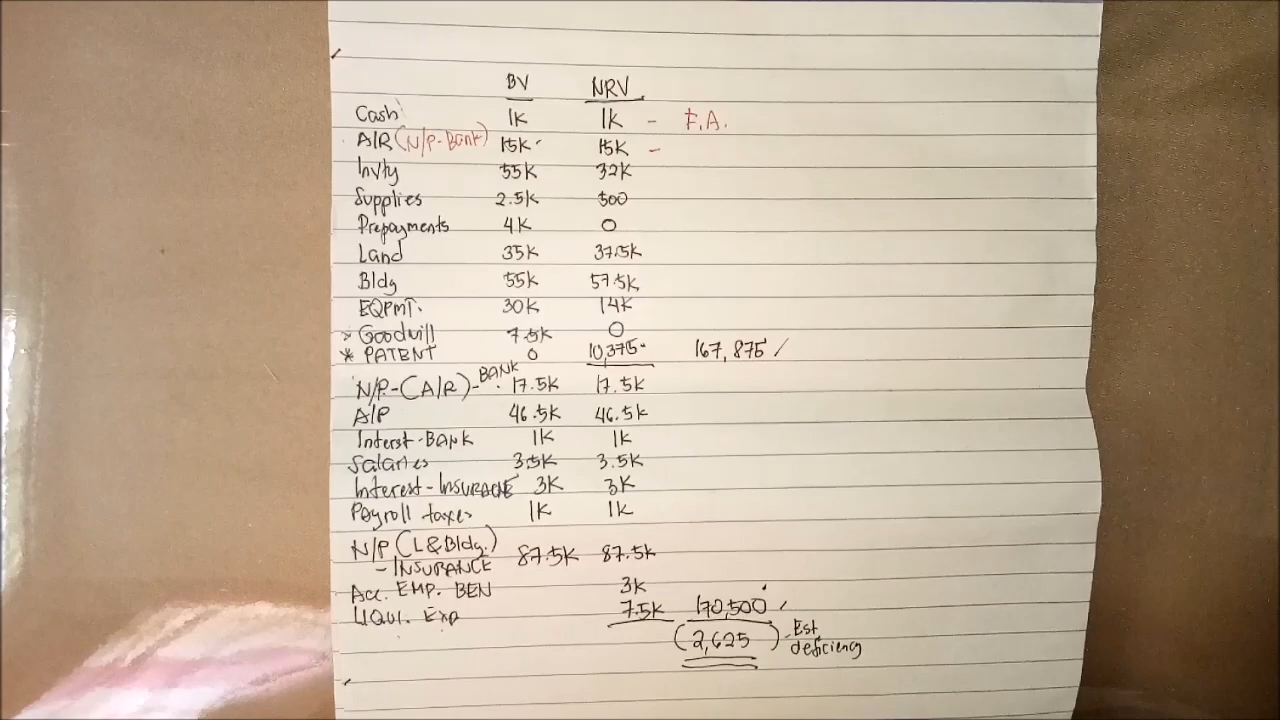 BV NRV
Cash 1K 1K - F.A.
A/R (N/P-Bank) 15K 15K -
Invty 55K 32K
Supplies 2.5K 500
Prepayments 4K 0
Land 35K 37.5K
Bldg 55K 57.5K
EQPMT. 30K 14K
Goodwill 7.5K 0
* PATENT 0 10,375 167,875 /
N/P-(A/R)-BANK 17.5K 17.5K
A/P 46.5K 46.5K
Interst-BANK 1K 1K
Salaries 3.5K 3.5K
Interest-INSURANCE 3K 3K
Payroll taxes 1K 1K
N/P (L&Bldg.)
- INSURANCE 87.5K 87.5K
Acc. EMP. BEN 3K
LIQUI. EXP 7.5K 170,500 /
(2,625) Est.
deficiency